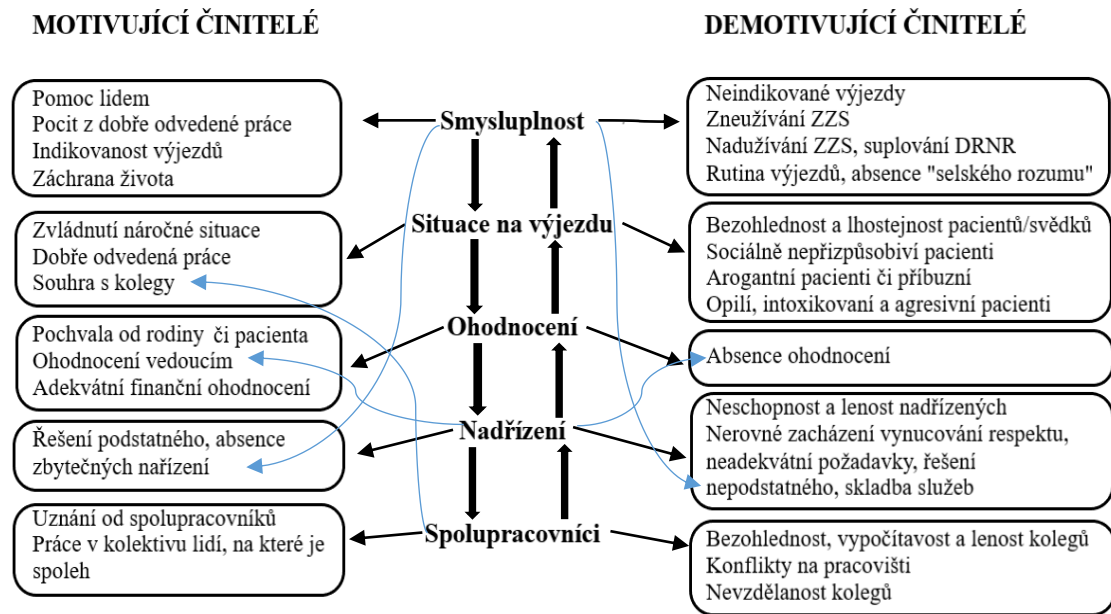 MOTIVUJÍCÍ ČINITELÉ
DEMOTIVUJÍCÍ ČINITELÉ
Pomoc lidem
Pocit z dobře odvedené práce
Indikovanost výjezdů
Záchrana života
Smysluplnost
Neindikované výjezdy
Zneužívání ZZS
Nadužívání ZZS, suplování DRNR
Rutina výjezdů, absence "selského rozumu"
Zvládnutí náročné situace
Dobře odvedená práce
Souhra s kolegy
Situace na výjezdu
Bezohlednost a lhostejnost pacientů/svědků
Sociálně nepřizpůsobiví pacienti
Arogantní pacienti či příbuzní
Opilí, intoxikovaní a agresivní pacienti
Pochvala od rodiny či pacienta
Ohodnocení vedoucím
Adekvátní finanční ohodnocení
Ohodnocení
Absence ohodnocení
Řešení podstatného, absence
zbytečných nařízení
Nadřízení
Neschopnost a lenost nadřízených
Nerovné zacházení vynucování respektu,
neadekvátní požadavky, řešení
nepodstatného, skladba služeb
Uznání od spolupracovníků
Práce v kolektivu lidí, na které je
spoleh
Spolupracovníci
Bezohlednost, vypočítavost a lenost kolegů
Konflikty na pracovišti
Nevzdělanost kolegů